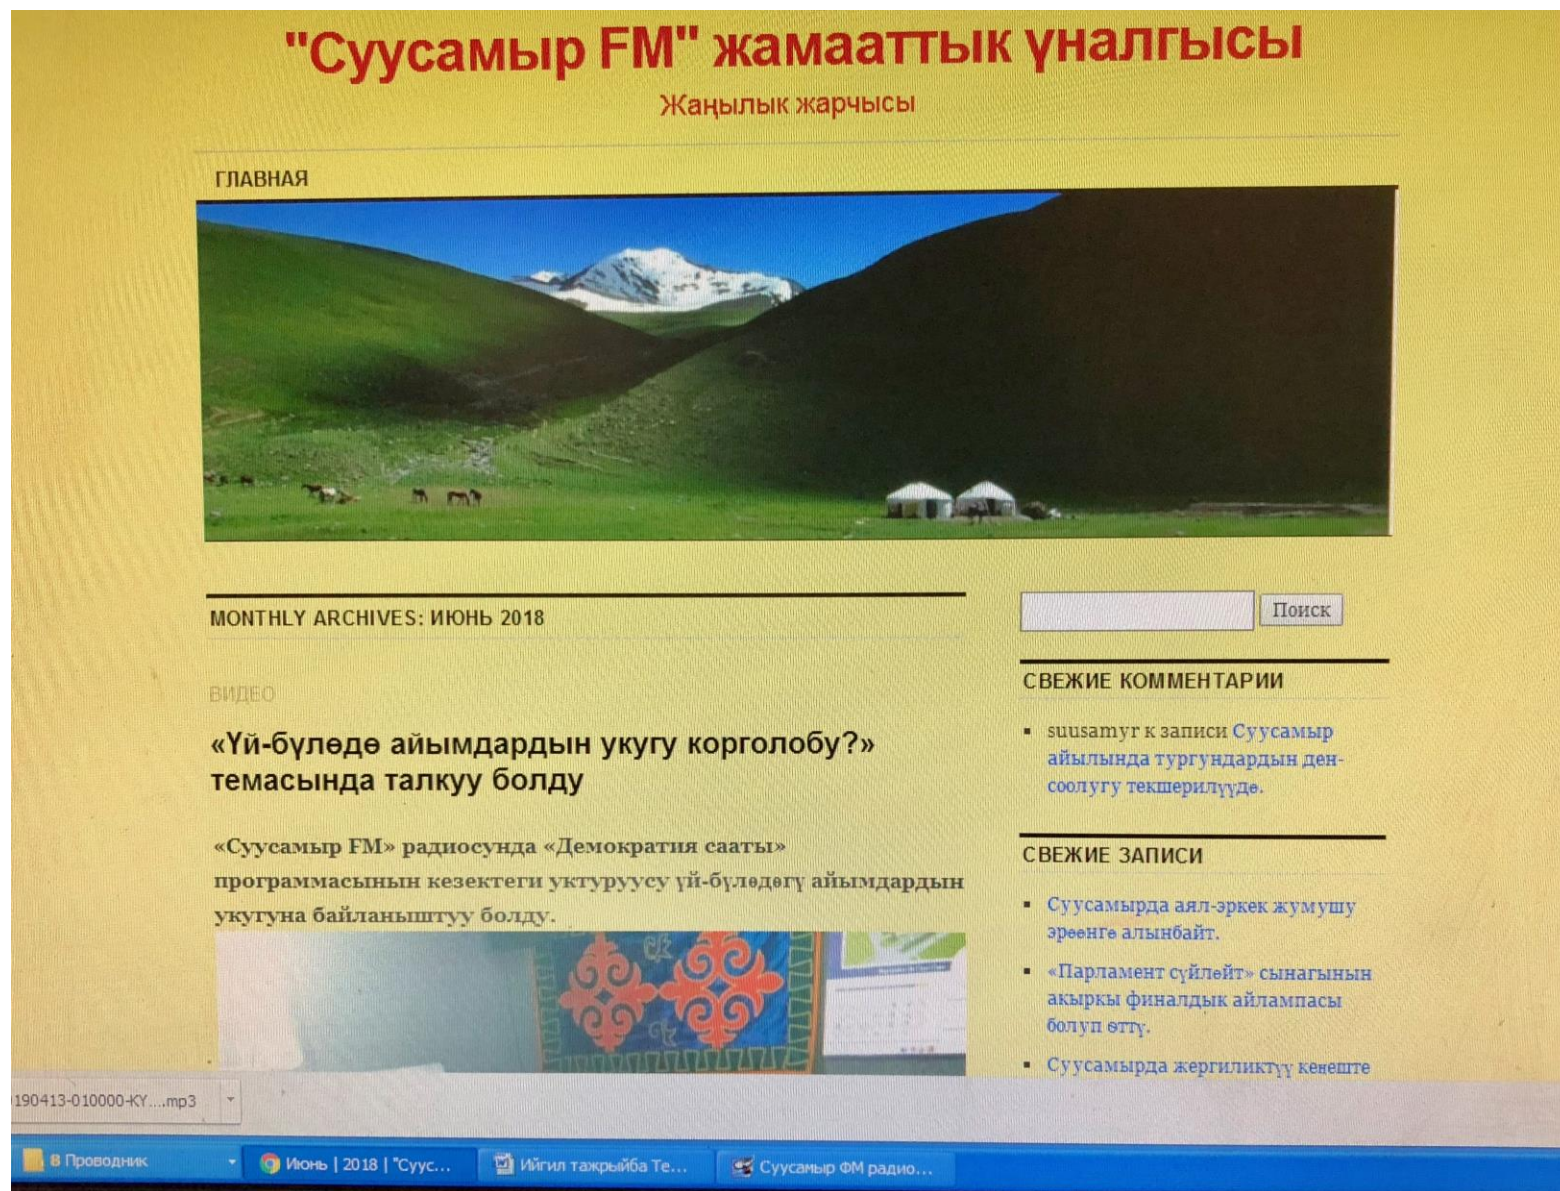 "Суусамыр FM" жамааттык үналгысы
Жаңылык жарчысы
ГЛАВНАЯ
MONTHLY ARCHIVES: ИЮНЬ 2018
ВИДЕО
«Үй-бүлөдө айымдардын укугу корголобу?»
темасында талкуу болду
«Суусамыр FM» радиосунда «Демократия сааты»
программасынын кезектеги уктуруусу үй-бүлөдөгү айымдардын
укугуна байланыштуу болду.
Поиск
СВЕЖИЕ КОММЕНТАРИИ
suusamyr к записи Суусамыр
айылында тургундардын ден-
соолугу текшерилүүдө.
СВЕЖИЕ ЗАПИСИ
Суусамырда аял-эркек жумушу
эрөөнгө алынбайт.
«Парламент сүйлөйт» сынагынын
акыркы финалдык айлампасы
болуп өттү.
Суусамырда жергиликтүү кеңеште
190413-010000-KY....mp3
8 Проводник
Июнь | 2018 | "Суус...
Ийгил тажрыйба Те...
Суусамыр ФМ радио...